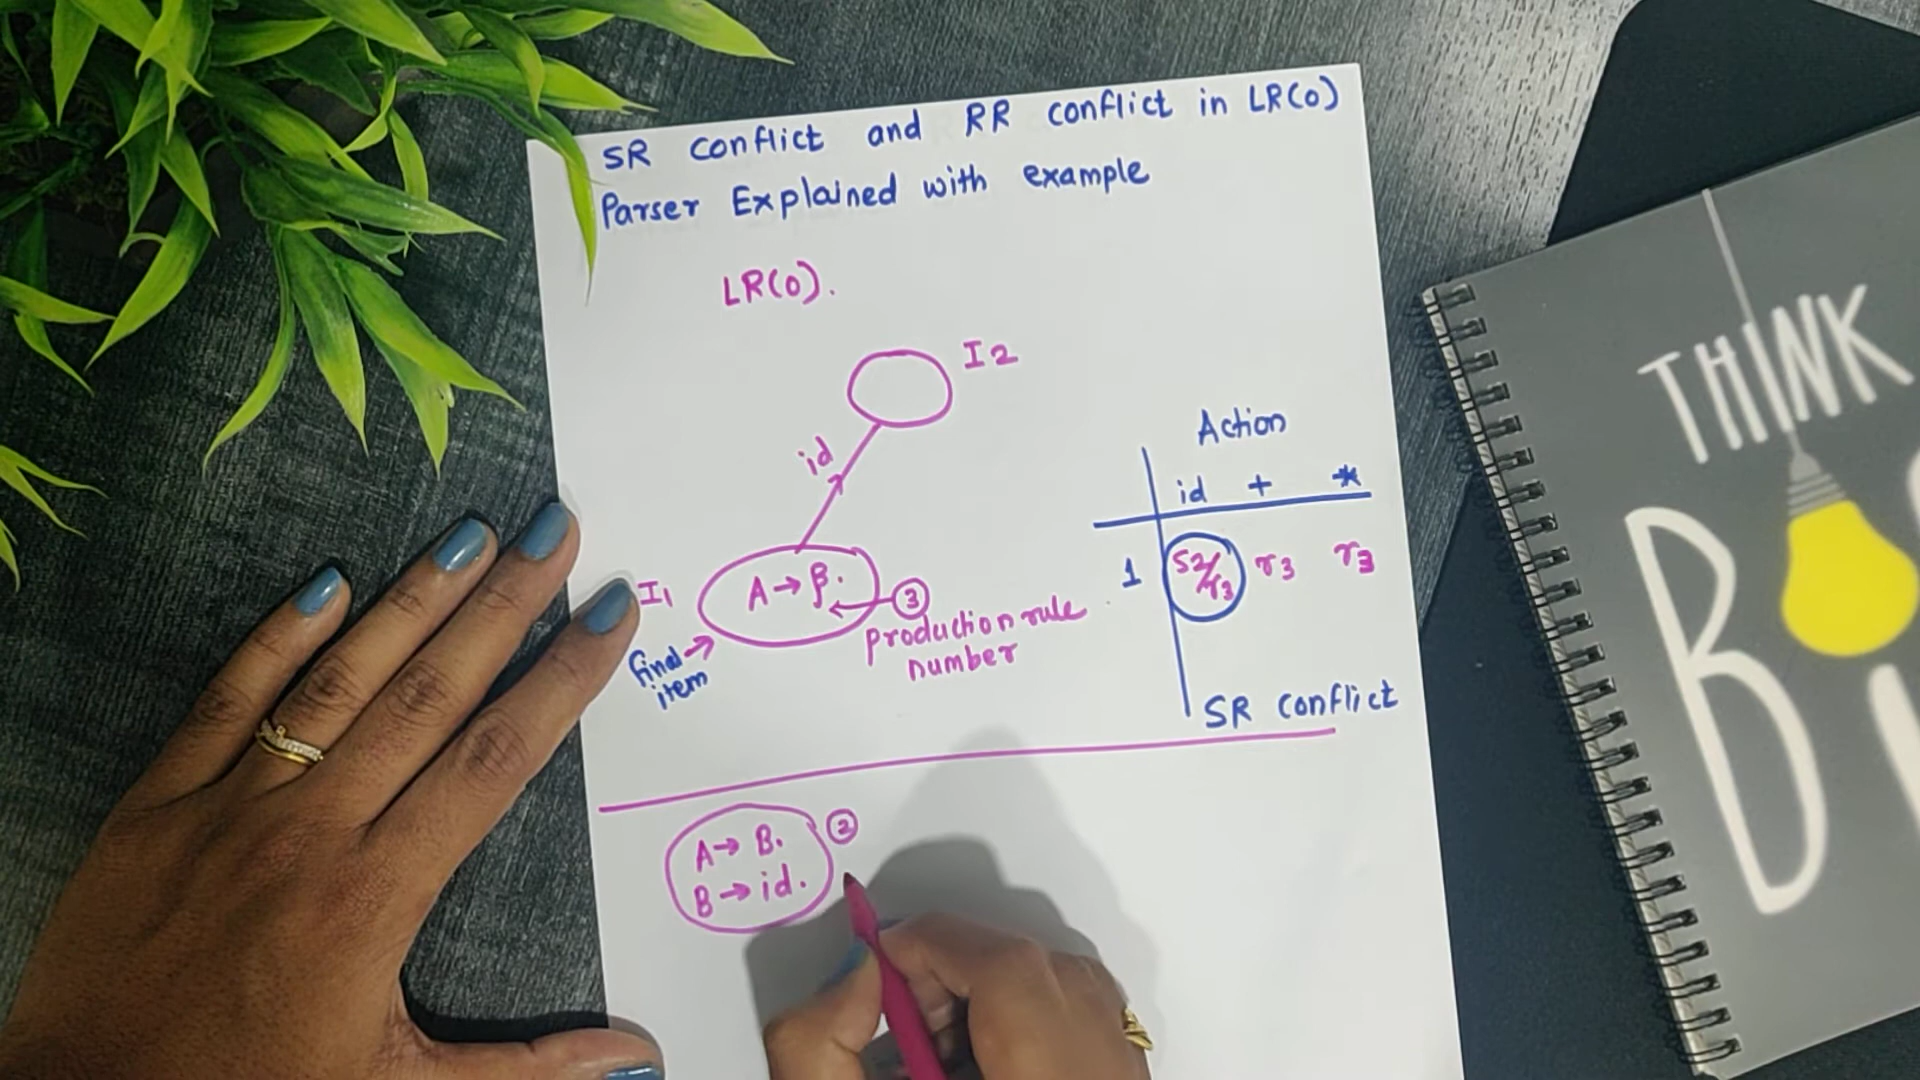 SR Conflict and RR conflict in LR(0)
Parser Explained with example
LR(0).
I2
id
I1
A→β.
3
production rule
number
final
item
Action
id + *
1 S2/r3 r3 r3
SR Conflict
A→ B. 2
B→ id.
THINK